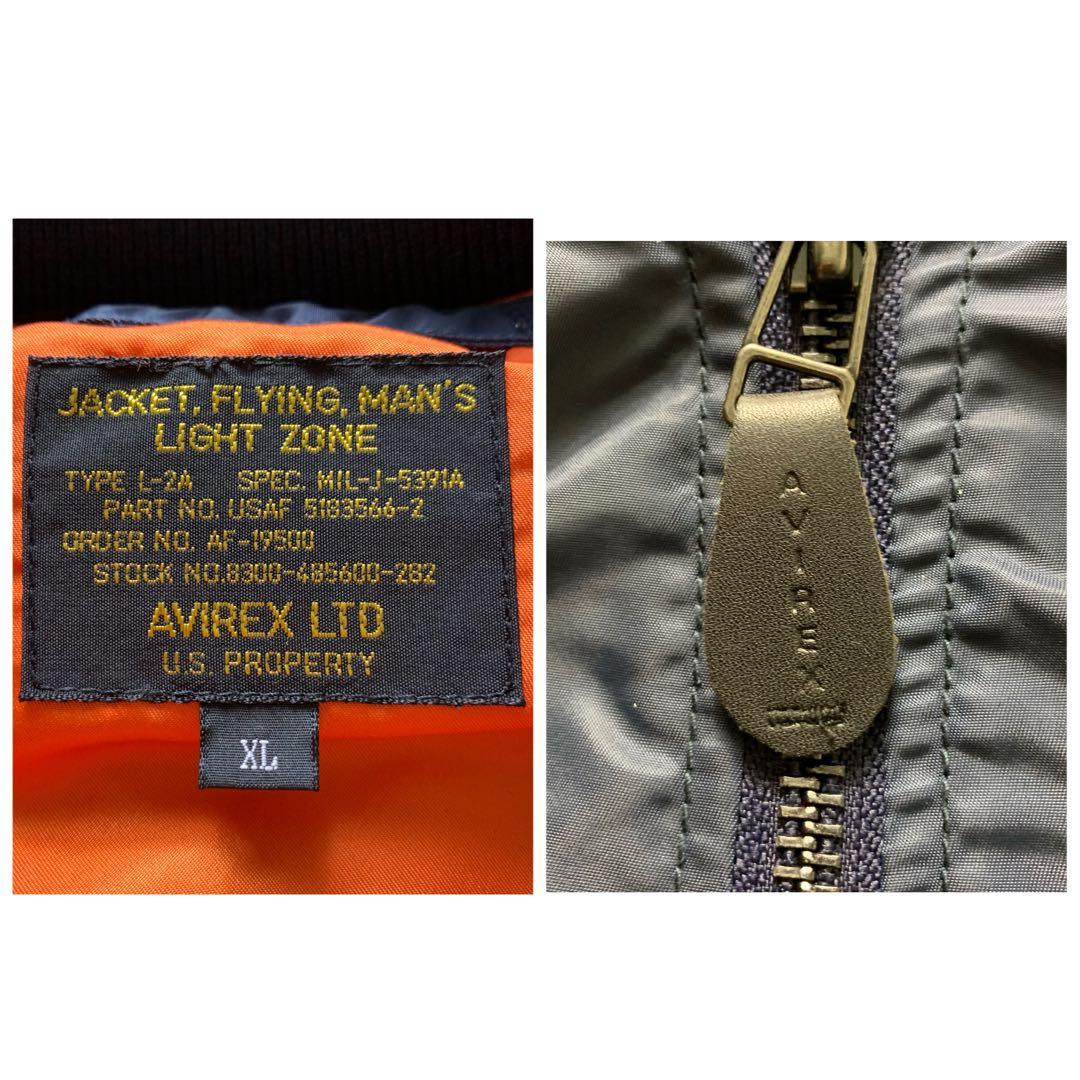 JACKET, FLYING, MAN'S
LIGHT ZONE
TYPE L-2A SPEC. MIL-J-5391A
PART NO. USAF 5183566-2
ORDER NO. AF-19500
STOCK NO.8300-485600-282
AVIREX LTD
U.S. PROPERTY
XL
AVIREX